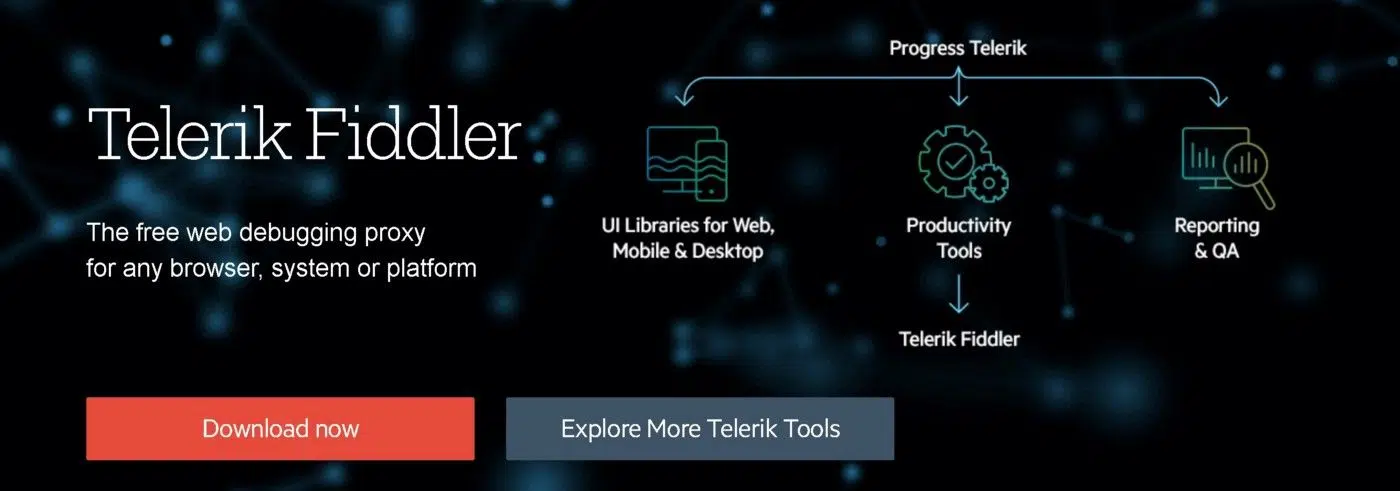 Telerik Fiddler
The free web debugging proxy
for any browser, system or platform
Download now
Explore More Telerik Tools
Progress Telerik
UI Libraries for Web,
Mobile & Desktop
Productivity
Tools
Reporting
& QA
Telerik Fiddler